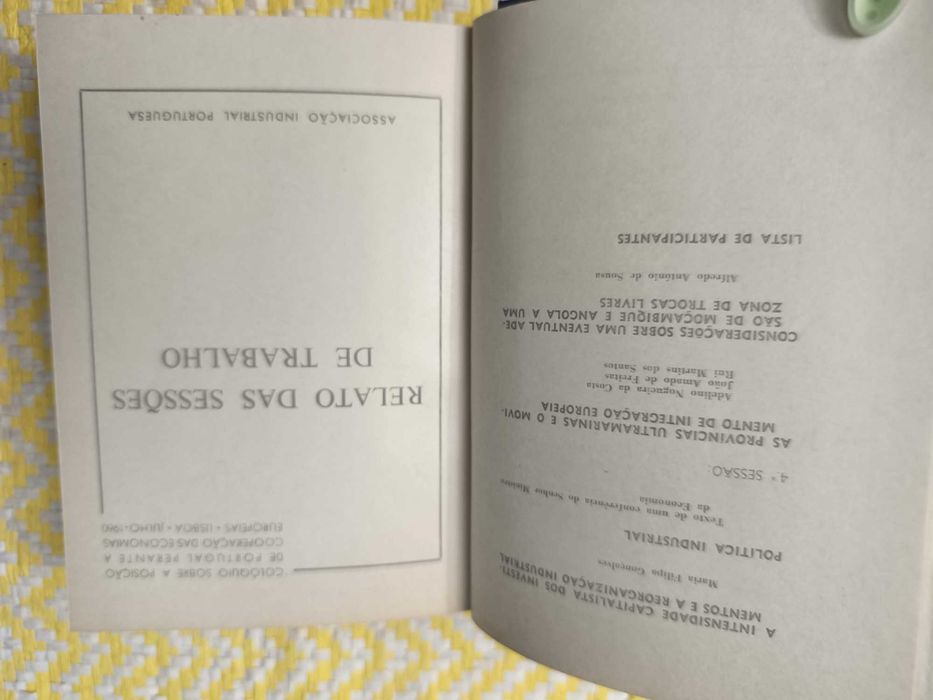 A INTENSIDADE CAPITALISTA DOS INVESTI-
MENTOS E A REORGANIZAÇÃO INDUSTRIAL
Maria Filipa Gonçalves
POLITICA INDUSTRIAL
Texto de uma conferência do Senhor Ministro
da Economia
4.ª SESSÃO:
AS PROVINCIAS ULTRAMARINAS E O MOVI-
MENTO DE INTEGRAÇÃO EUROPEIA
Adelino Nogueira da Costa
João Amado de Freitas
Rui Martins dos Santos
CONSIDERAÇÕES SOBRE UMA EVENTUAL ADE-
SÃO DE MOÇAMBIQUE E ANGOLA A UMA
ZONA DE TROCAS LIVRES
Alfredo António de Sousa
LISTA DE PARTICIPANTES
COLÓQUIO SOBRE A POSIÇÃO
DE PORTUGAL PERANTE A
COOPERAÇÃO DAS ECONOMIAS
EUROPEIAS • LISBOA • JULHO-1960
RELATO DAS SESSÕES
DE TRABALHO
ASSOCIAÇÃO INDUSTRIAL PORTUGUESA